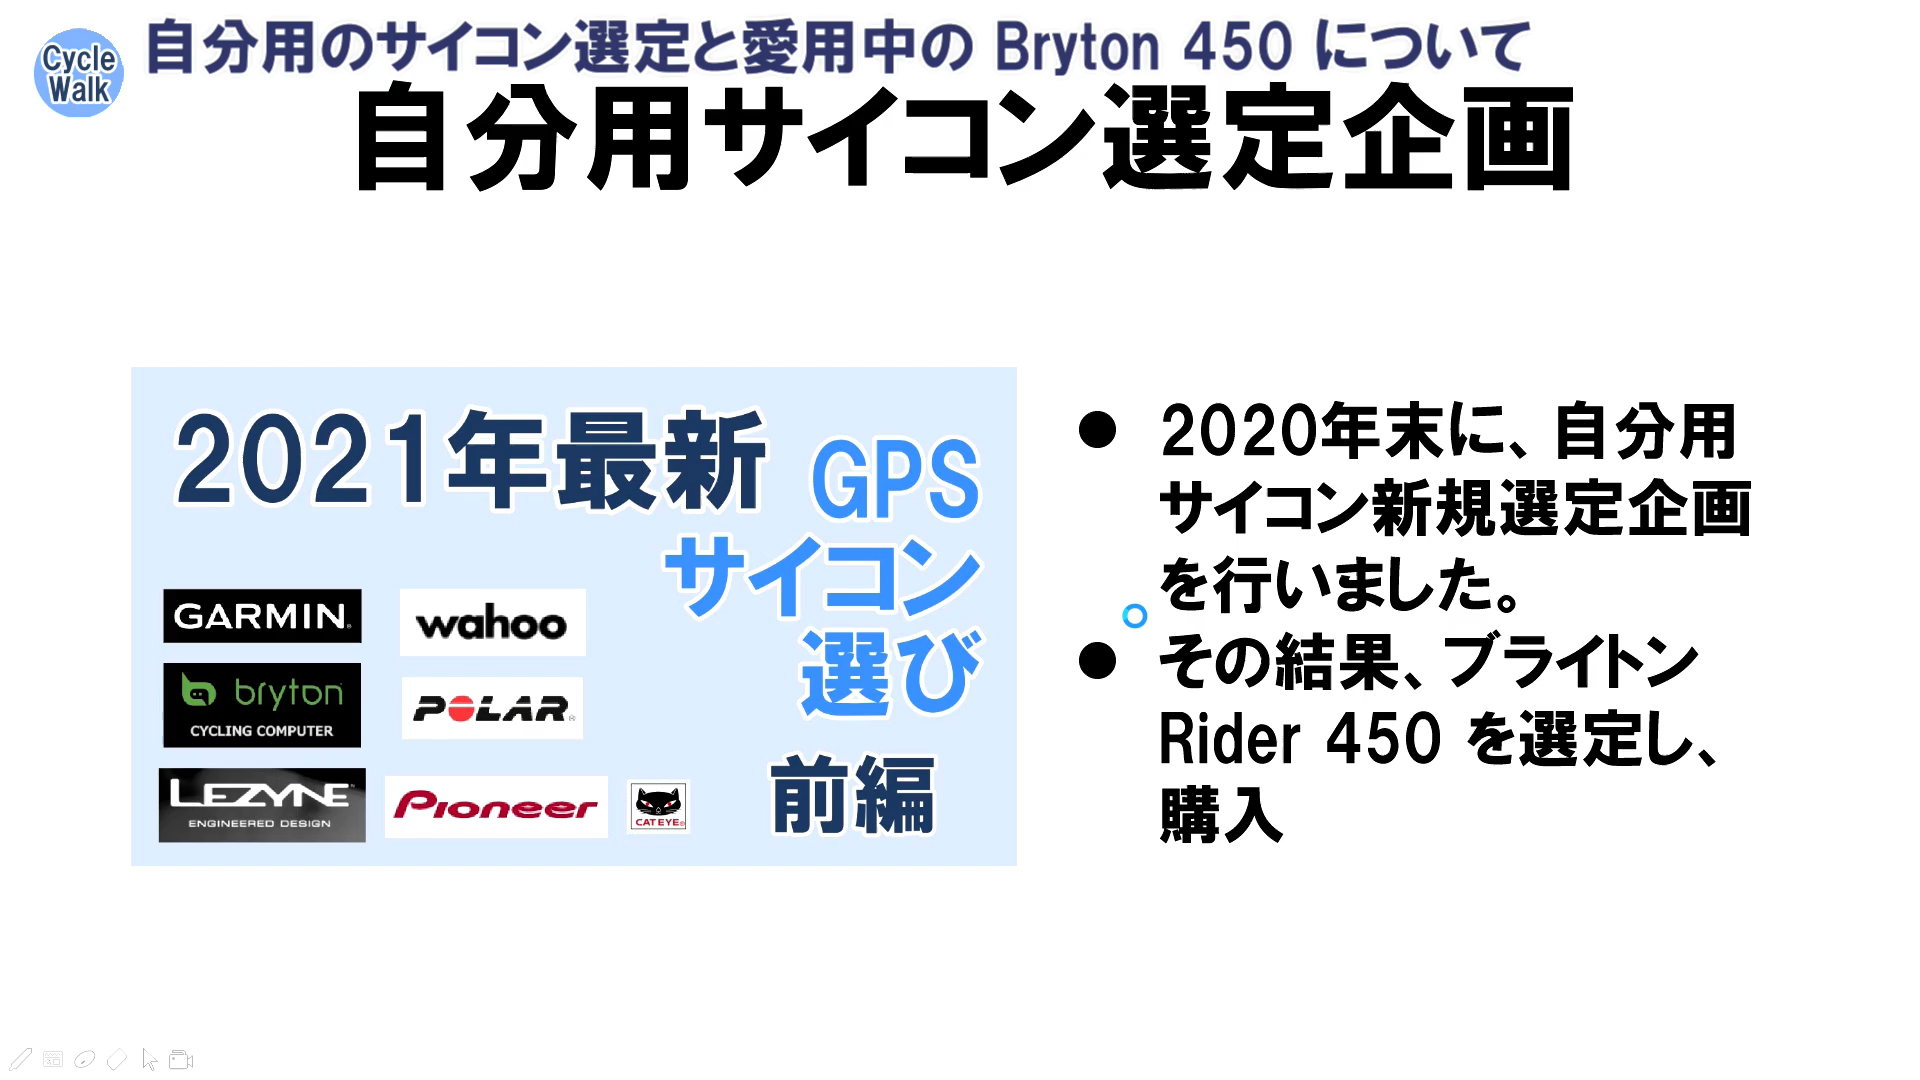 Cycle
Walk
自分用のサイコン選定と愛用中の Bryton 450 について
自分用サイコン選定企画
2021年最新
GPS
サイコン
選び
前編
GARMIN
wahoo
bryton
CYCLING COMPUTER
POLAR
LEZYNE
ENGINEERED DESIGN
Pioneer
CATEYE
● 2020年末に、自分用
サイコン新規選定企画
を行いました。
● その結果、ブライトン
Rider 450 を選定し、
購入